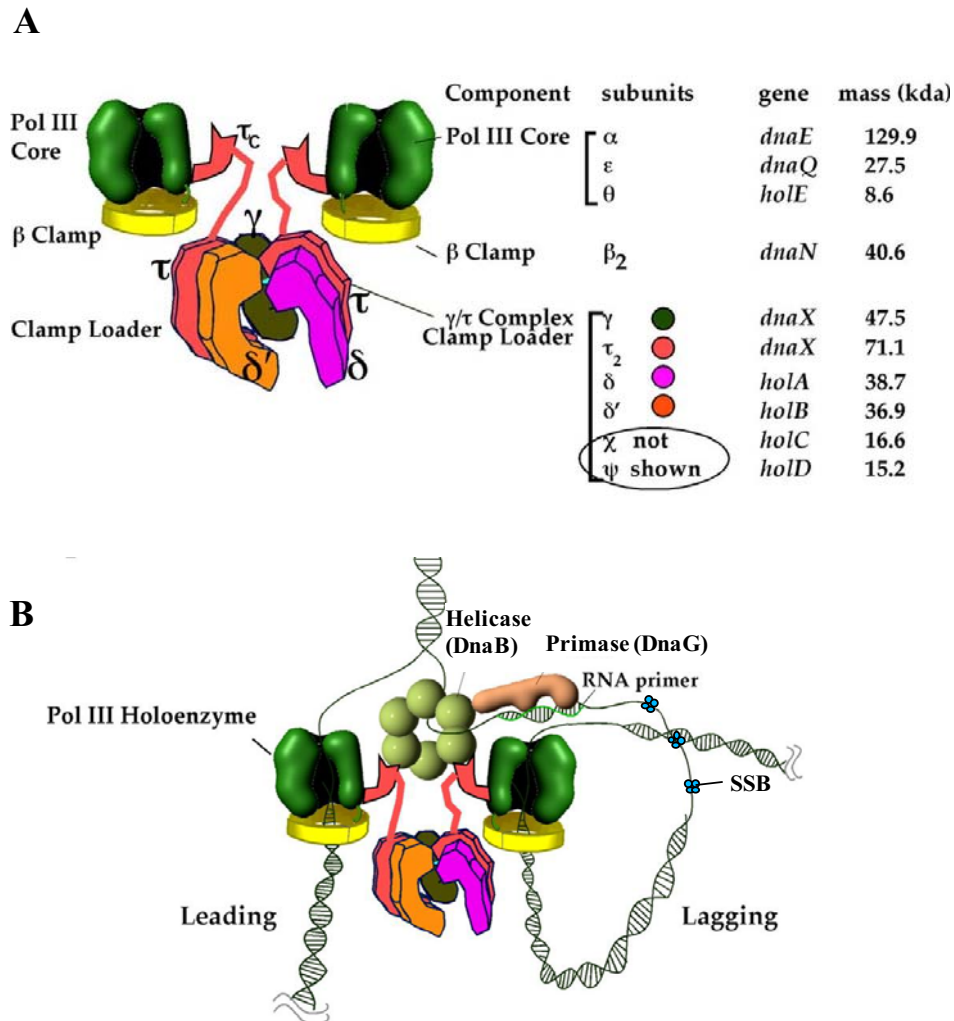 A
Component subunits gene mass (kda)
Pol III
Core
τC
Pol III Core
α dnaE 129.9
ε dnaQ 27.5
θ holE 8.6
β Clamp
β Clamp
β2 dnaN 40.6
γ
τ
τ
Clamp Loader
δ'
δ
γ/τ Complex
Clamp Loader
γ dnaX 47.5
τ2 dnaX 71.1
δ holA 38.7
δ' holB 36.9
χ not holC 16.6
ψ shown holD 15.2
B
Helicase
(DnaB)
Primase (DnaG)
RNA primer
Pol III Holoenzyme
SSB
Leading
Lagging